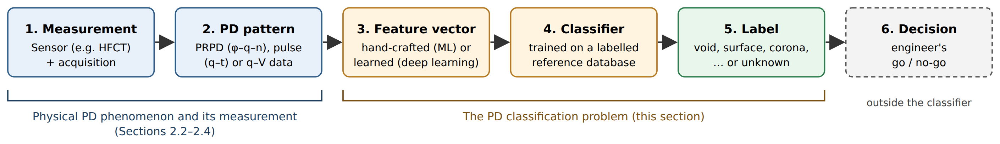 1. Measurement
Sensor (e.g. HFCT)
+ acquisition
2. PD pattern
PRPD (φ–q–n), pulse
(q–t) or q–V data
3. Feature vector
hand-crafted (ML) or
learned (deep learning)
4. Classifier
trained on a labelled
reference database
5. Label
void, surface, corona,
... or unknown
6. Decision
engineer's
go / no-go
Physical PD phenomenon and its measurement
(Sections 2.2–2.4)
The PD classification problem (this section)
outside the classifier